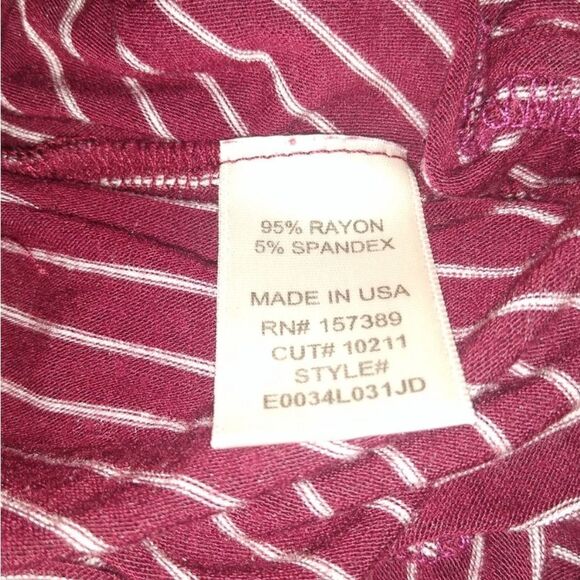 95% RAYON
5% SPANDEX
MADE IN USA
RN# 157389
CUT# 10211
STYLE#
E0034L031JD